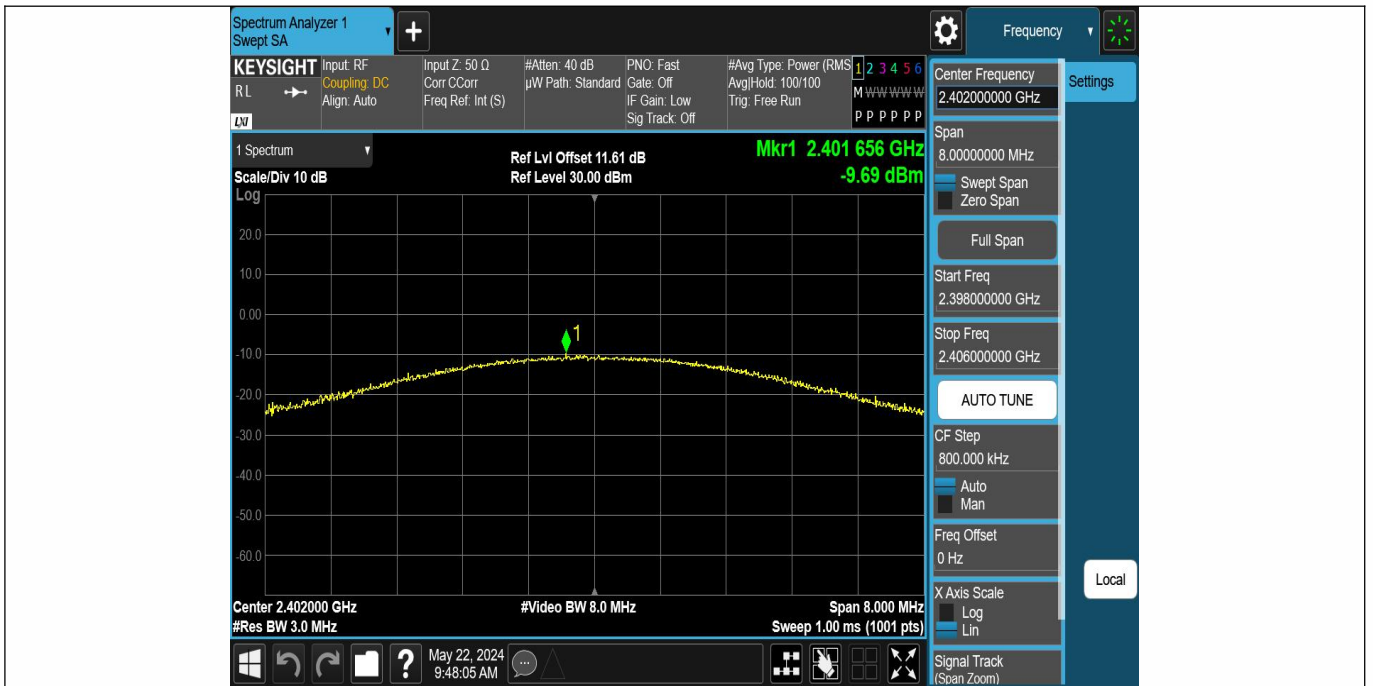 Spectrum Analyzer 1
Swept SA
+
Frequency
KEYSIGHT
RL
LXI
Input: RF
Coupling: DC
Align: Auto
Input Z: 50 Ω
Corr CCorr
Freq Ref: Int (S)
#Atten: 40 dB
µW Path: Standard
PNO: Fast
Gate: Off
IF Gain: Low
Sig Track: Off
#Avg Type: Power (RMS
Avg|Hold: 100/100
Trig: Free Run
1 2 3 4 5 6
M W W W W W
P P P P P P
1 Spectrum
Scale/Div 10 dB
Log
Ref Lvl Offset 11.61 dB
Ref Level 30.00 dBm
Mkr1 2.401 656 GHz
-9.69 dBm
20.0
10.0
0.00
1
-10.0
-20.0
-30.0
-40.0
-50.0
-60.0
Center 2.402000 GHz
#Video BW 8.0 MHz
Span 8.000 MHz
#Res BW 3.0 MHz
Sweep 1.00 ms (1001 pts)
?
May 22, 2024
9:48:05 AM
Center Frequency
2.402000000 GHz
Settings
Span
8.00000000 MHz
Swept Span
Zero Span
Full Span
Start Freq
2.398000000 GHz
Stop Freq
2.406000000 GHz
AUTO TUNE
CF Step
800.000 kHz
Auto
Man
Freq Offset
0 Hz
Local
X Axis Scale
Log
Lin
Signal Track
(Span Zoom)